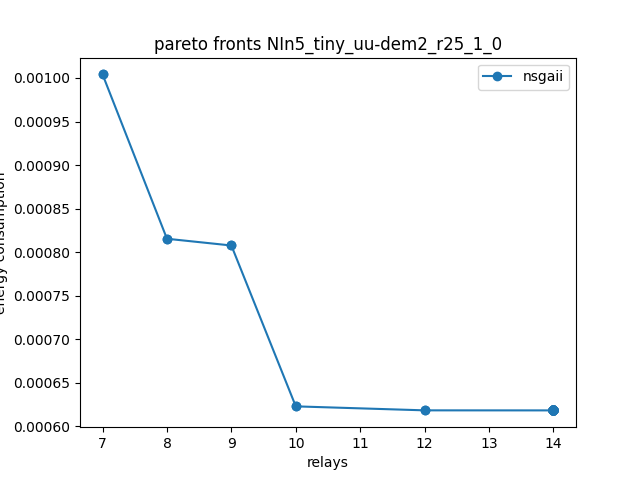 pareto fronts NIn5_tiny_uu-dem2_r25_1_0
nsgaii
energy consumption
0.00100
0.00095
0.00090
0.00085
0.00080
0.00075
0.00070
0.00065
0.00060
7 8 9 10 11 12 13 14
relays